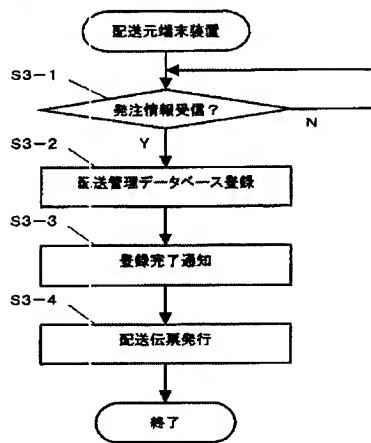 配送元端末装置
S3-1
発注情報受信？
N
Y
S3-2
配送管理データベース登録
S3-3
登録完了通知
S3-4
配送伝票発行
終了